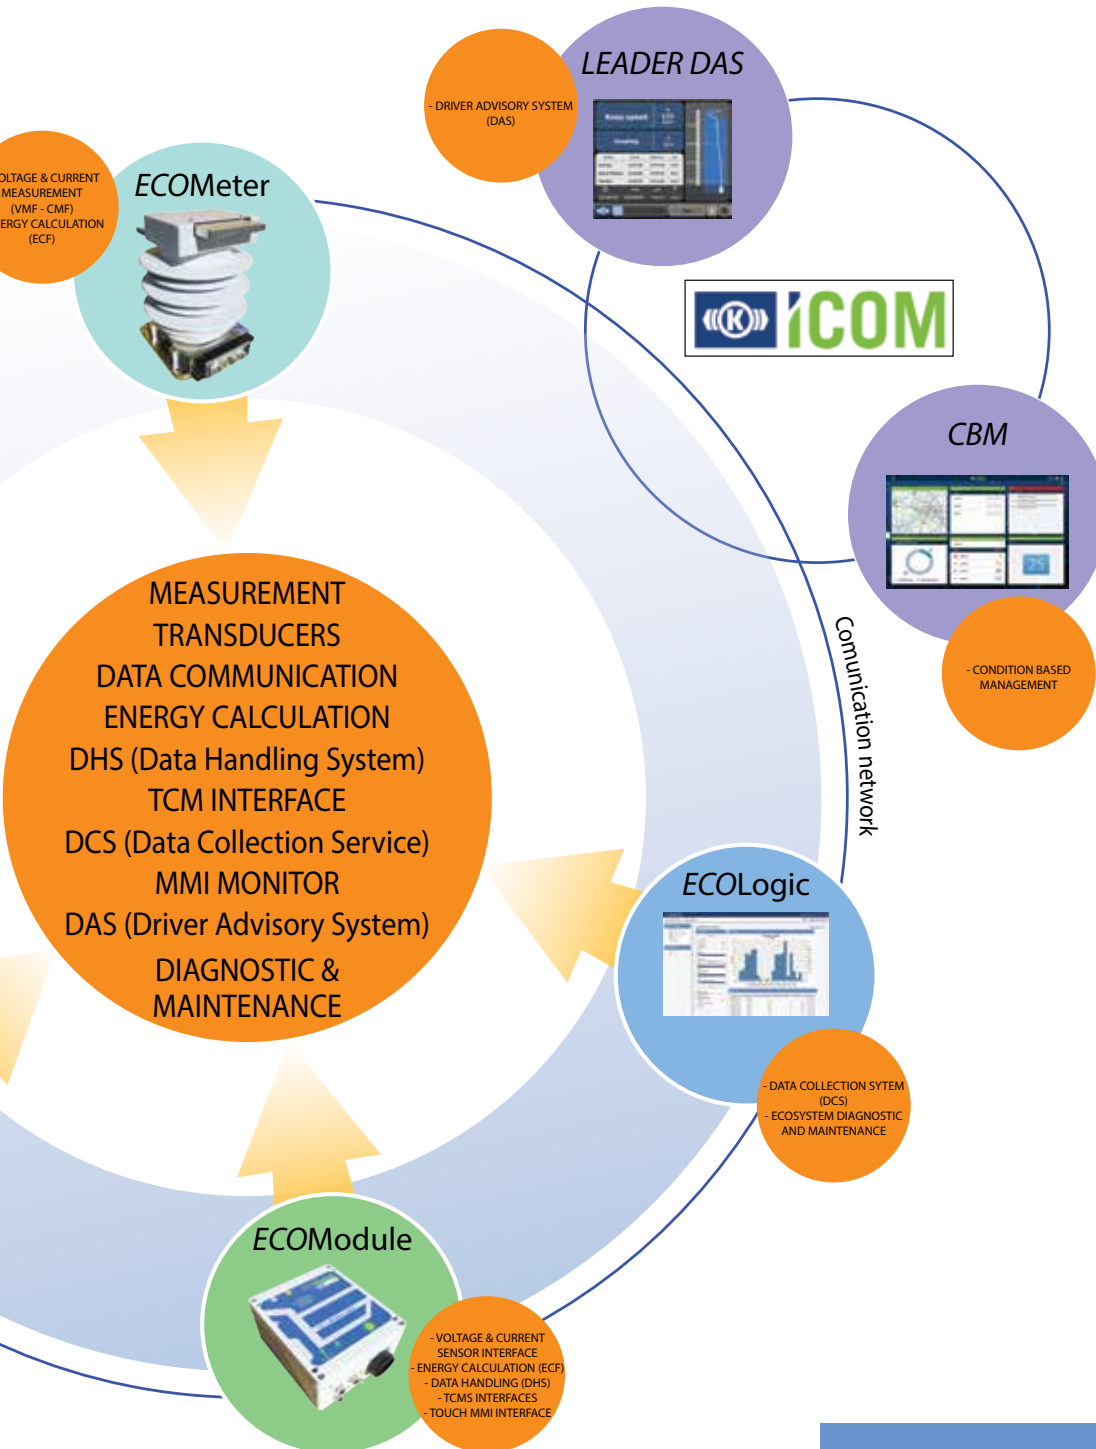 LEADER DAS
- DRIVER ADVISORY SYSTEM
(DAS)
OLTAGE & CURRENT
MEASUREMENT
(VMF - CMF)
ERGY CALCULATION
(ECF)
ECOMeter
K iCOM
CBM
- CONDITION BASED
MANAGEMENT
Comunication network
MEASUREMENT
TRANSDUCERS
DATA COMMUNICATION
ENERGY CALCULATION
DHS (Data Handling System)
TCM INTERFACE
DCS (Data Collection Service)
MMI MONITOR
DAS (Driver Advisory System)
DIAGNOSTIC &
MAINTENANCE
ECOLogic
- DATA COLLECTION SYTEM
(DCS)
- ECOSYSTEM DIAGNOSTIC
AND MAINTENANCE
ECOModule
- VOLTAGE & CURRENT
SENSOR INTERFACE
- ENERGY CALCULATION (ECF)
- DATA HANDLING (DHS)
- TCMS INTERFACES
- TOUCH MMI INTERFACE